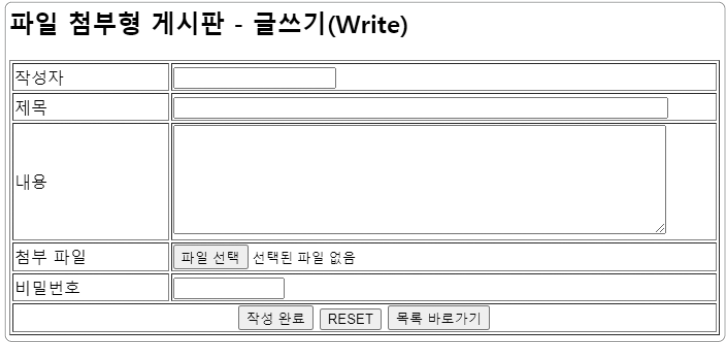 파일 첨부형 게시판 - 글쓰기(Write)
작성자
제목
내용
첨부 파일 파일 선택 선택된 파일 없음
비밀번호
작성 완료 RESET 목록 바로가기